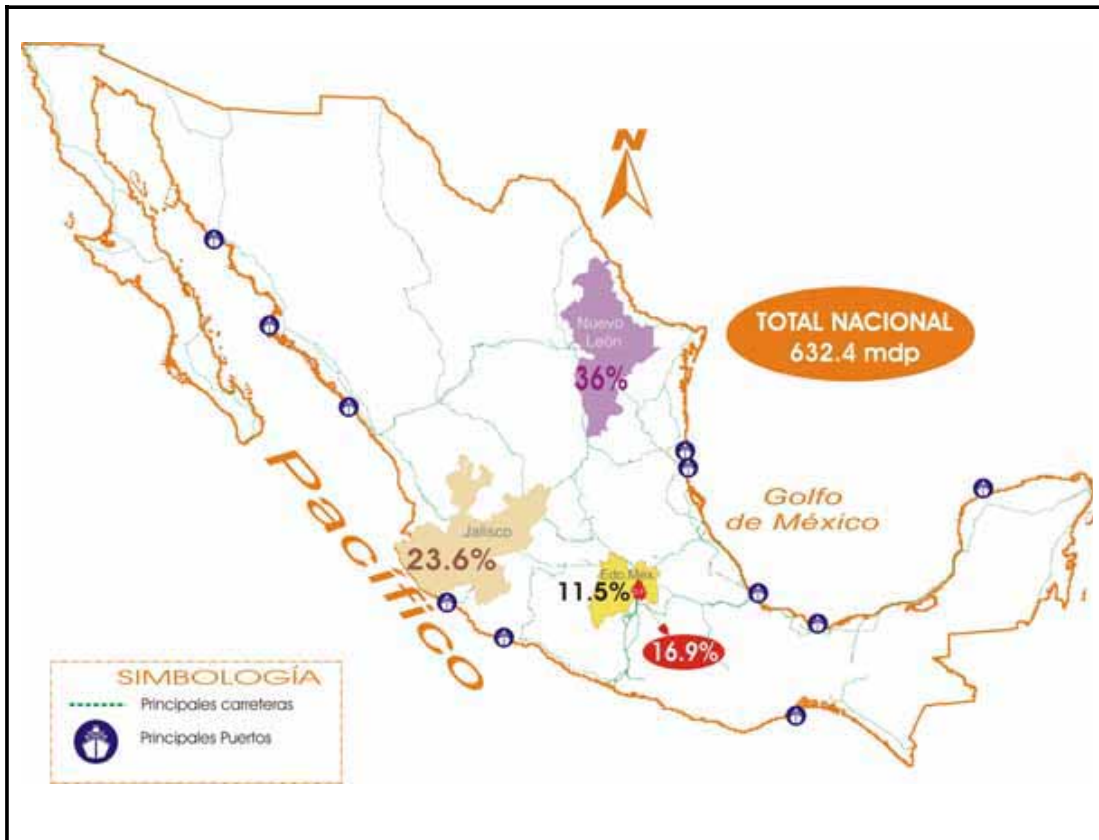 N
TOTAL NACIONAL
632.4 mdp
Nuevo
León
36%
Golfo
de México
Pacífico
Jalisco
23.6%
Edo.Mex.
11.5%
16.9%
SIMBOLOGÍA
Principales carreteras
Principales Puertos